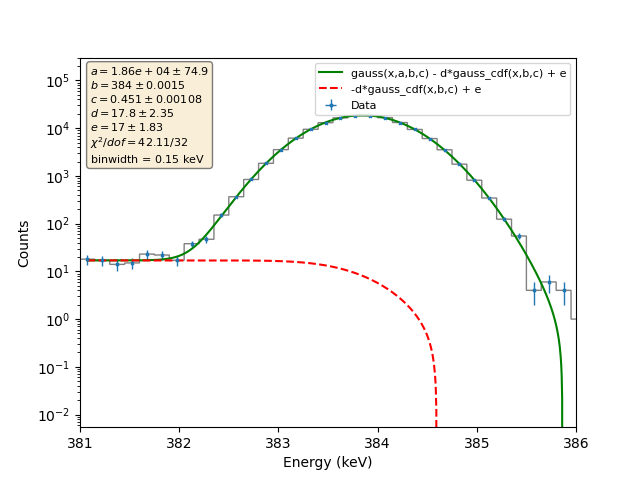 a = 1.86e + 04 ± 74.9
b = 384 ± 0.0015
c = 0.451 ± 0.00108
d = 17.8 ± 2.35
e = 17 ± 1.83
χ²/dof = 42.11/32
binwidth = 0.15 keV
gauss(x,a,b,c) - d*gauss_cdf(x,b,c) + e
-d*gauss_cdf(x,b,c) + e
Data
Counts
10⁵
10⁴
10³
10²
10¹
10⁰
10⁻¹
10⁻²
381 382 383 384 385 386
Energy (keV)